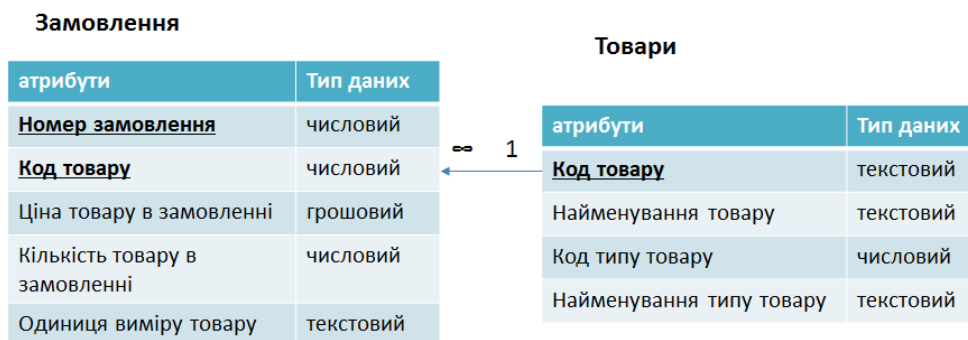 Замовлення
атрибути Тип даних
Номер замовлення числовий
Код товару числовий
Ціна товару в замовленні грошовий
Кількість товару в числовий
замовленні
Одиниця виміру товару текстовий
∞ 1
Товари
атрибути Тип даних
Код товару текстовий
Найменування товару текстовий
Код типу товару числовий
Найменування типу товару текстовий